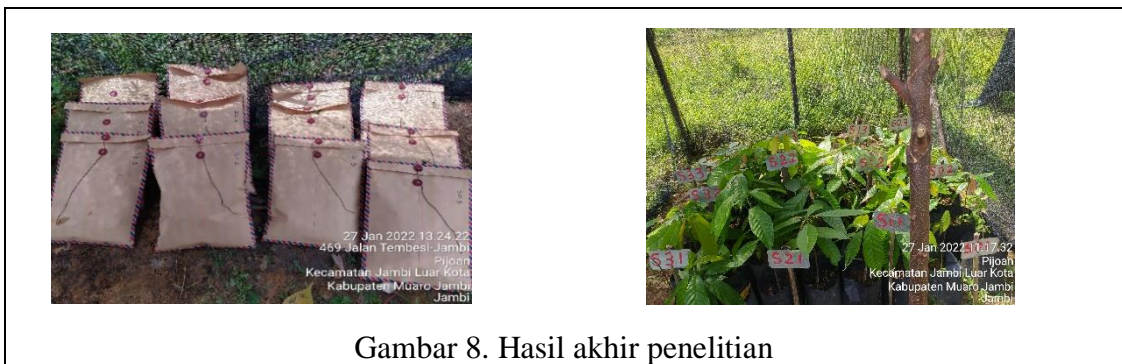 27 Jan 2022 13.24.22
469 Jalan Tembesi-Jambi
Pijoan
Kecamatan Jambi Luar Kota
Kabupaten Muaro Jambi
Jambi
S33
S22
S31
S21
27 Jan 2022 11.17.32
Pijoan
Kecamatan Jambi Luar Kota
Kabupaten Muaro Jambi
Jambi
Gambar 8. Hasil akhir penelitian